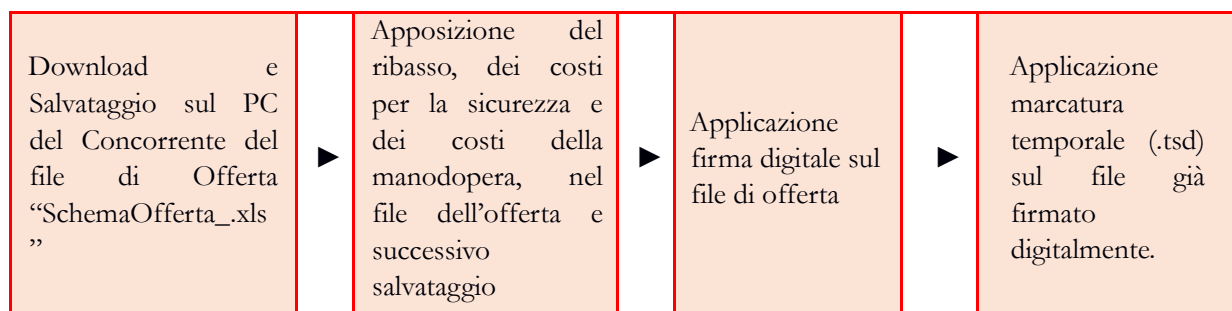 Download e
Salvataggio sul PC
del Concorrente del
file di Offerta
“SchemaOfferta_.xls
”
Apposizione del
ribasso, dei costi
per la sicurezza e
dei costi della
manodopera, nel
file dell’offerta e
successivo
salvataggio
Applicazione
firma digitale sul
file di offerta
Applicazione
marcatura
temporale (.tsd)
sul file già
firmato
digitalmente.